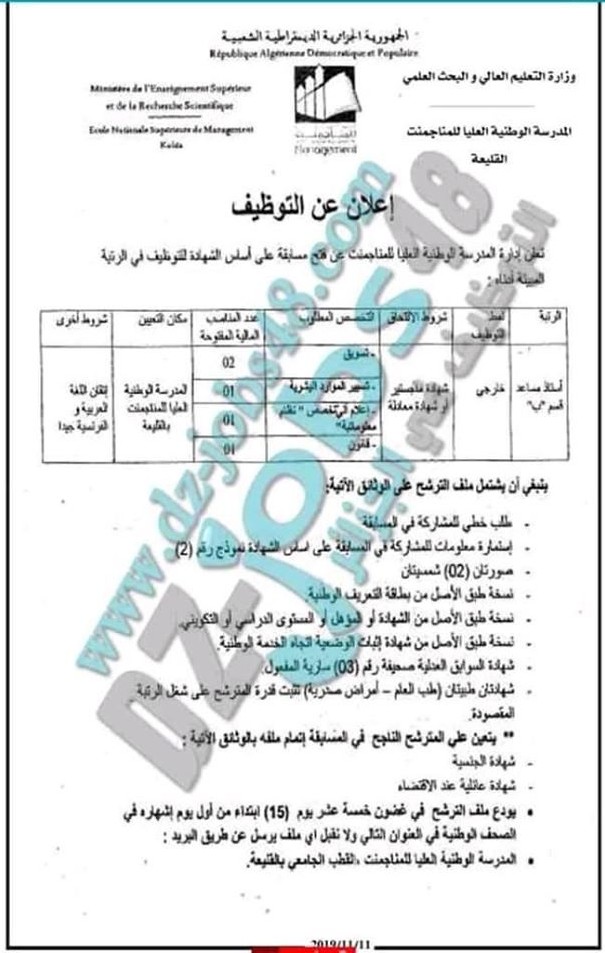 الجمهورية الجزائرية الديمقراطية الشعبية
République Algérienne Démocratique et Populaire
وزارة التعليم العالي و البحث العلمي
Ministère de l'Enseignement Supérieur
et de la Recherche Scientifique
المدرسة الوطنية العليا للمناجمنت
القليعة
Ecole Nationale Supérieure de Management
Koléa
Management
إعلان عن التوظيف
تعلن إدارة المدرسة الوطنية العليا للمناجمنت عن فتح مسابقة على أساس الشهادة للتوظيف في الرتبة
المبينة أدناه :
الرتبة
نمط التوظيف
شروط الالتحاق
التخصص المطلوب
عدد المناصب المالية المفتوحة
مكان التعيين
شروط أخرى
أستاذ مساعد قسم "ب"
خارجي
شهادة ماجستير أو شهادة معادلة
- تسويق
02
- تسيير الموارد البشرية
01
- إعلام آلي تخصص " نظم معلوماتية"
01
- قانون
01
المدرسة الوطنية العليا للمناجمنت بالقليعة
إتقان اللغة العربية و الفرنسية جيدا
ينبغي أن يشتمل ملف الترشح على الوثائق الآتية:
- طلب خطي للمشاركة في المسابقة
- إستمارة معلومات للمشاركة في المسابقة على اساس الشهادة نموذج رقم (2)
- صورتان (02) شمسيتان
- نسخة طبق الأصل من بطاقة التعريف الوطنية.
- نسخة طبق الأصل من الشهادة أو المؤهل أو المستوى الدراسي أو التكويني.
- نسخة طبق الأصل من شهادة إثبات الوضعية اتجاه الخدمة الوطنية.
- شهادة السوابق العدلية صحيفة رقم (03) سارية المفعول.
- شهادتان طبيتان (طب العام – أمراض صدرية) تثبت قدرة المترشح على شغل الرتبة
المقصودة.
** يتعين علي المترشح الناجح في المسابقة إتمام ملفه بالوثائق الآتية :
- شهادة الجنسية
- شهادة عائلية عند الاقتضاء
• يودع ملف الترشح في غضون خمسة عشر يوم (15) ابتداء من أول يوم إشهاره في
الصحف الوطنية في العنوان التالي ولا نقبل اي ملف يرسل عن طريق البريد :
• المدرسة الوطنية العليا للمناجمنت ،القطب الجامعي بالقليعة.
2019/11/11
www.dz-jobs48.com
DZ-Jobs48